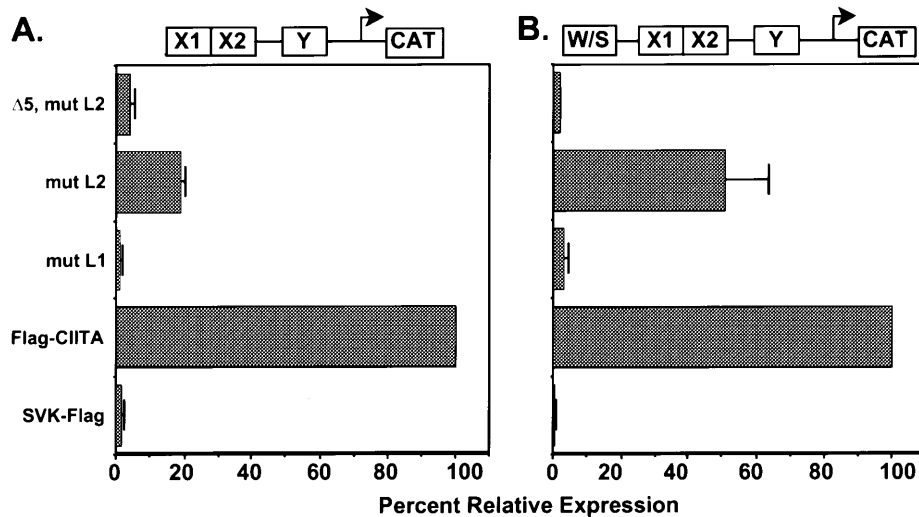 A.
X1 X2 Y CAT
B.
W/S X1 X2 Y CAT
Δ5, mut L2
mut L2
mut L1
Flag-CIITA
SVK-Flag
0 20 40 60 80 100
0 20 40 60 80 100
Percent Relative Expression